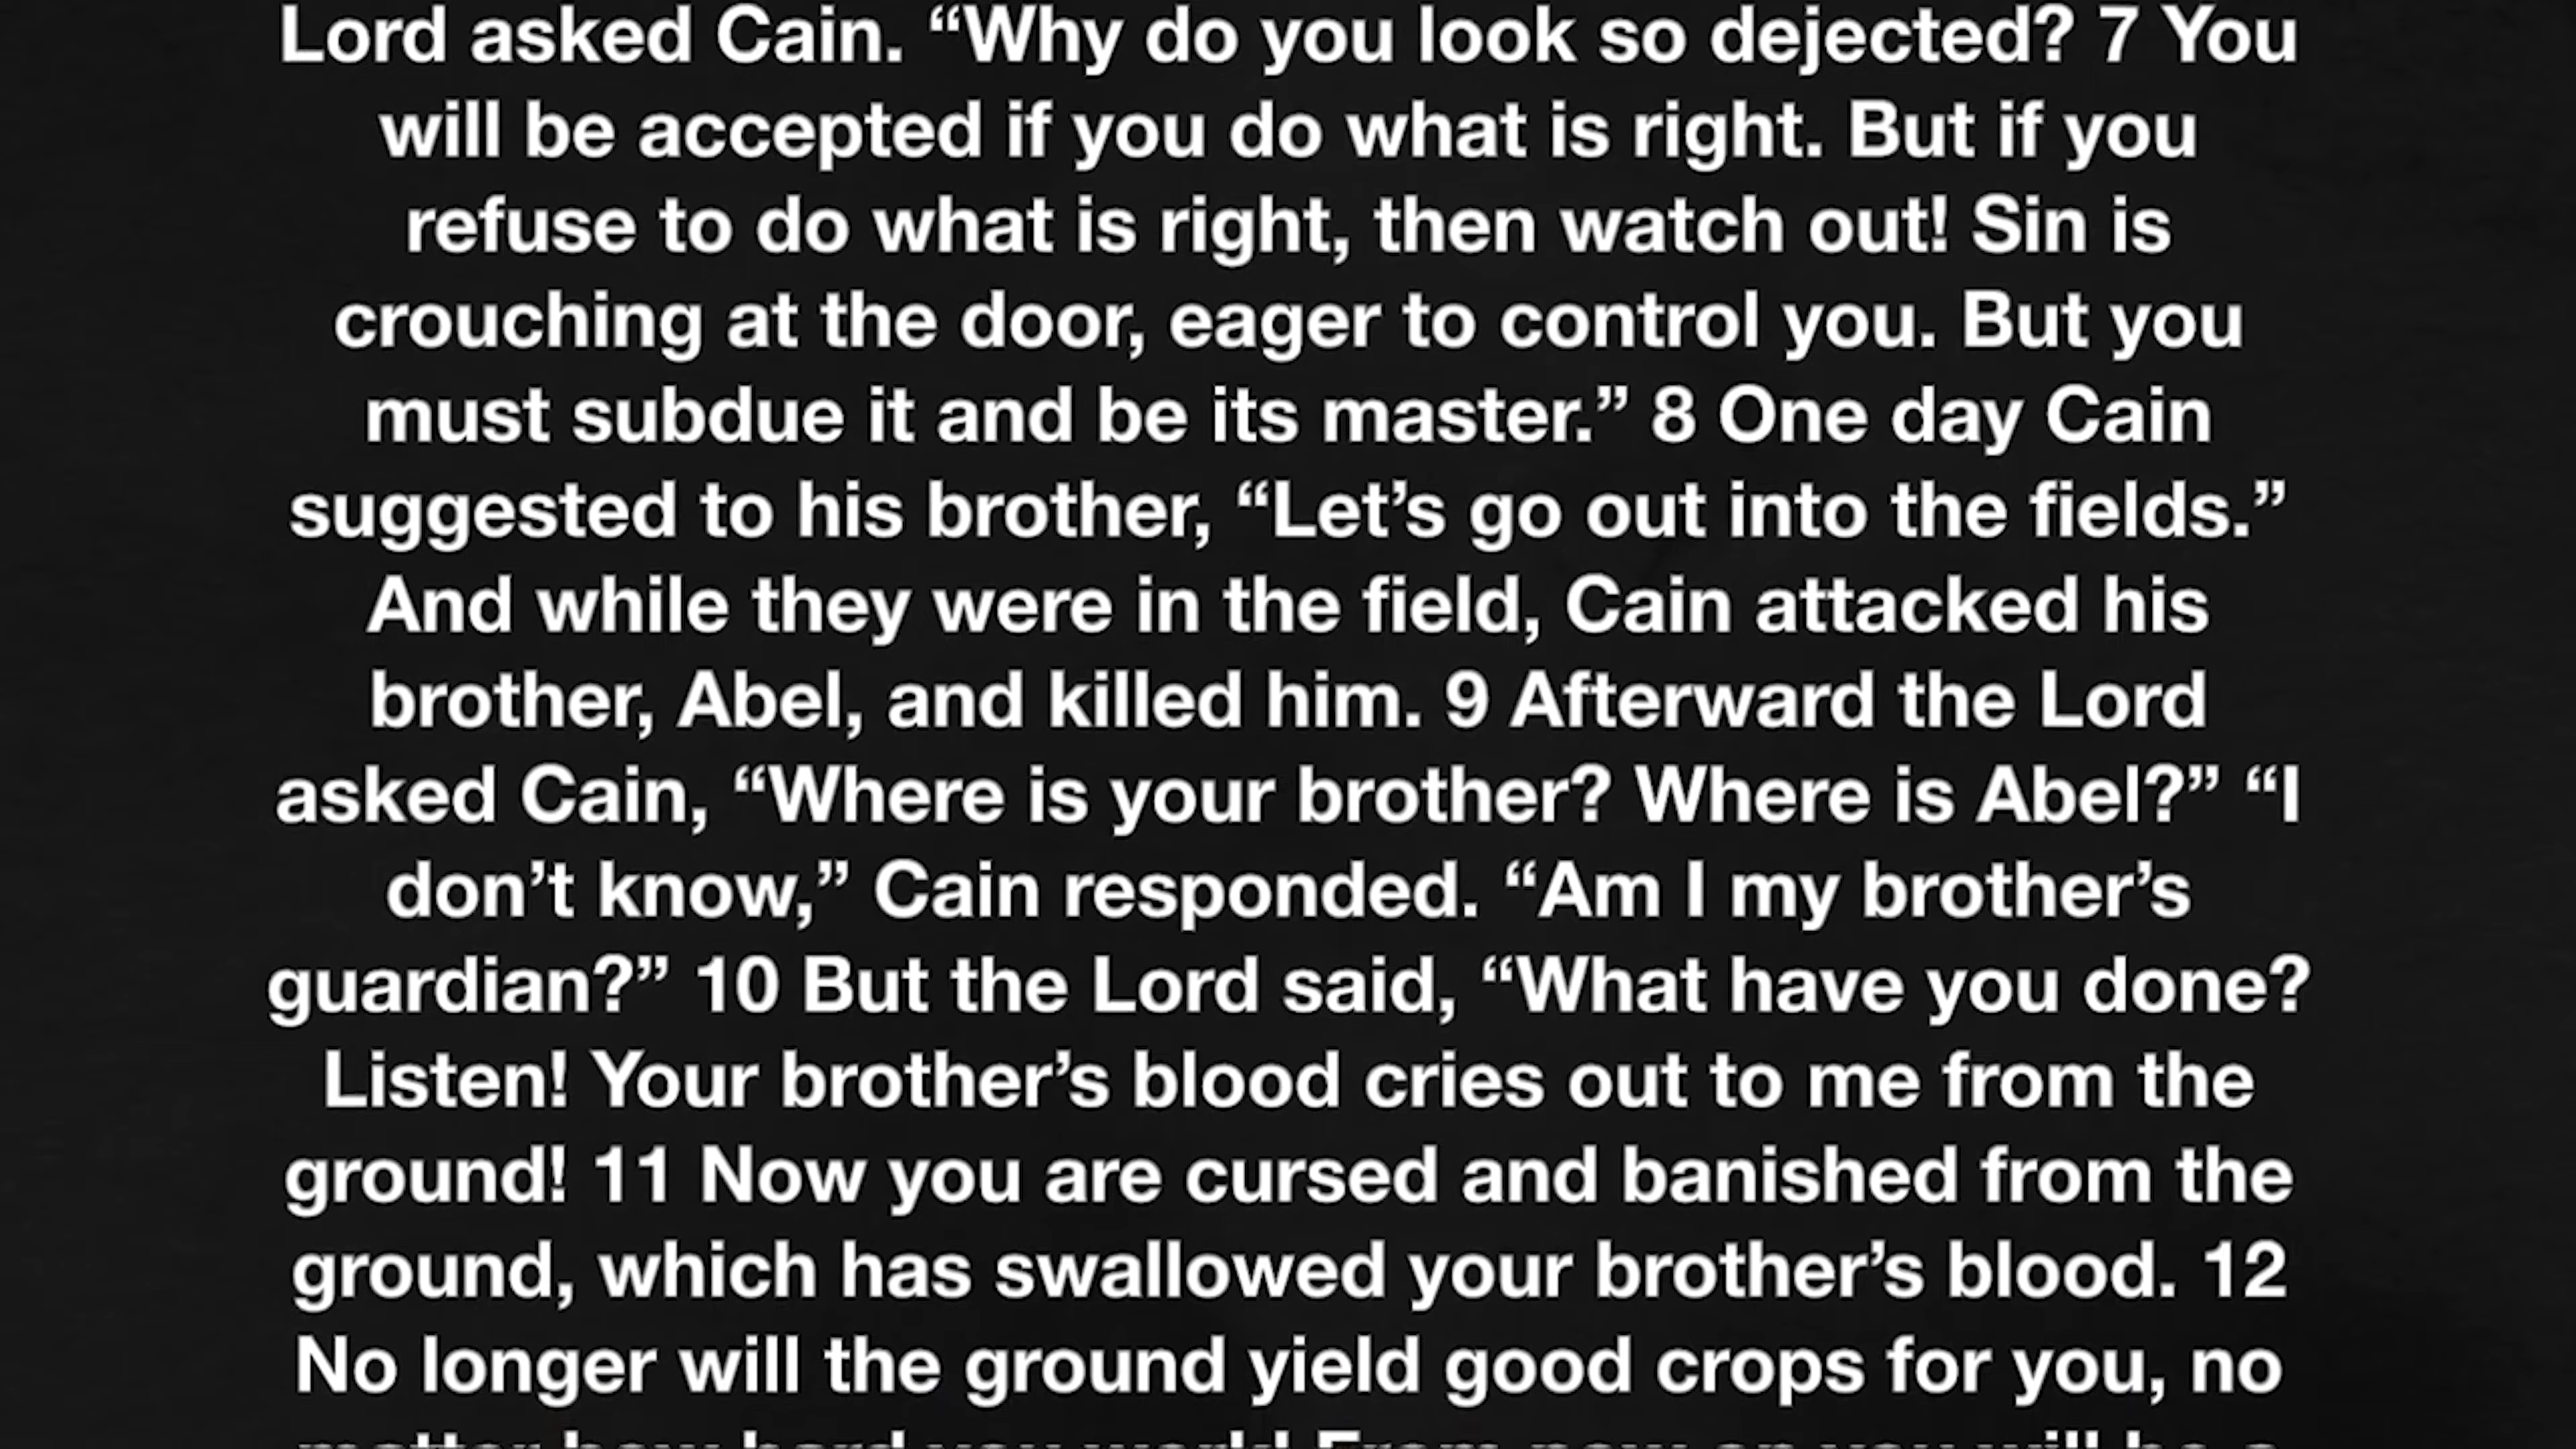 Lord asked Cain. “Why do you look so dejected? 7 You
will be accepted if you do what is right. But if you
refuse to do what is right, then watch out! Sin is
crouching at the door, eager to control you. But you
must subdue it and be its master.” 8 One day Cain
suggested to his brother, “Let’s go out into the fields.”
And while they were in the field, Cain attacked his
brother, Abel, and killed him. 9 Afterward the Lord
asked Cain, “Where is your brother? Where is Abel?” “I
don’t know,” Cain responded. “Am I my brother’s
guardian?” 10 But the Lord said, “What have you done?
Listen! Your brother’s blood cries out to me from the
ground! 11 Now you are cursed and banished from the
ground, which has swallowed your brother’s blood. 12
No longer will the ground yield good crops for you, no